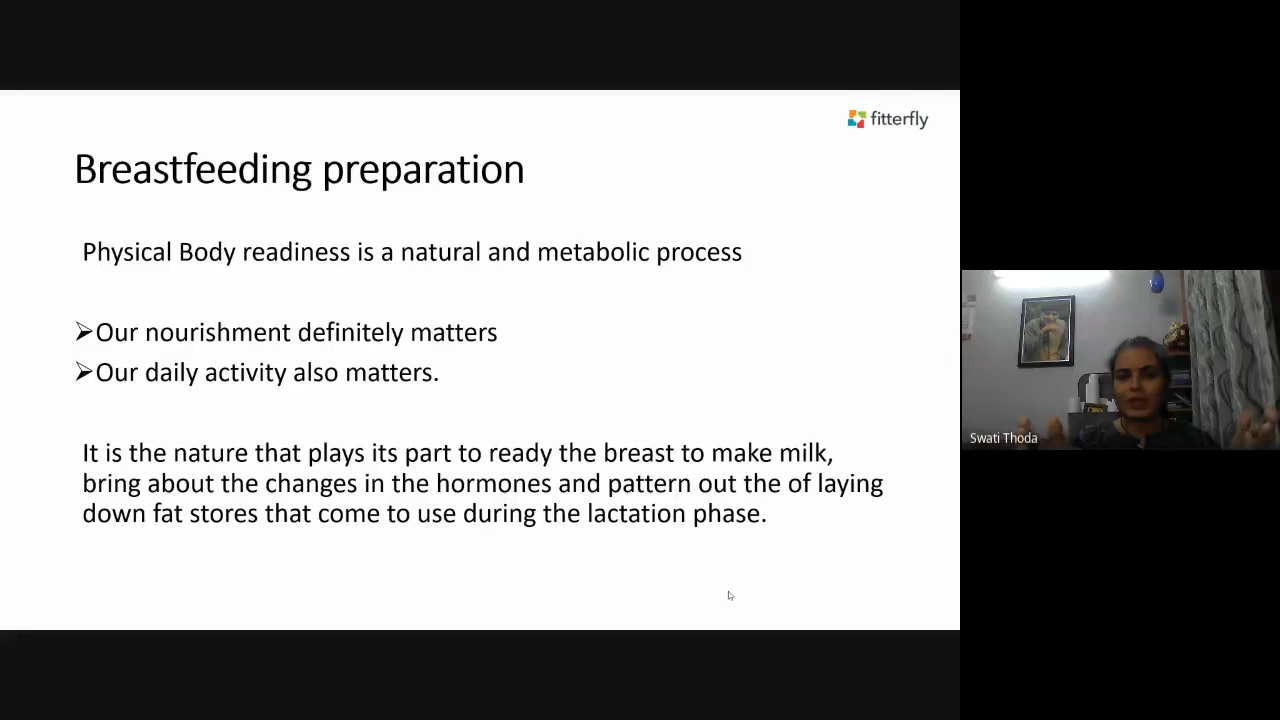 fitterfly
Breastfeeding preparation
Physical Body readiness is a natural and metabolic process
➢Our nourishment definitely matters
➢Our daily activity also matters.
It is the nature that plays its part to ready the breast to make milk,
bring about the changes in the hormones and pattern out the of laying
down fat stores that come to use during the lactation phase.
Swati Thoda